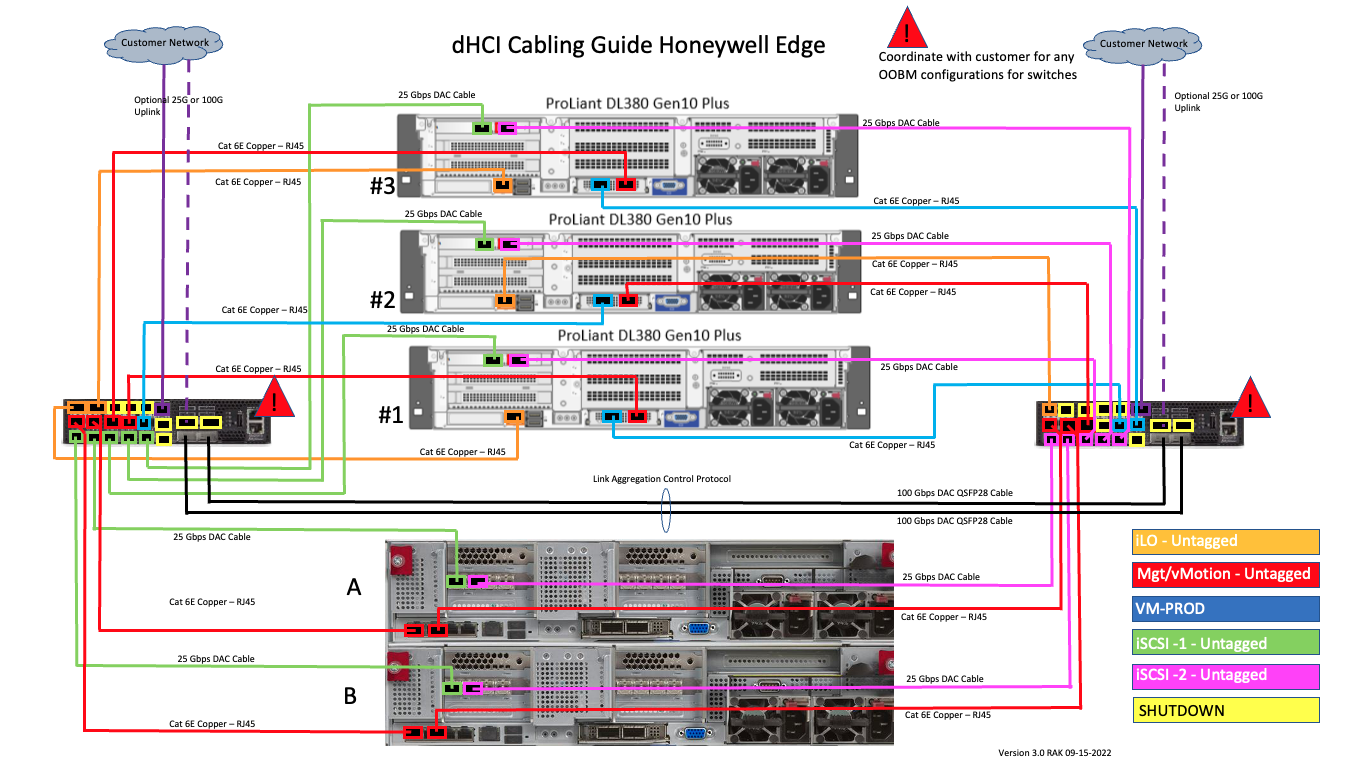 Customer Network
dHCI Cabling Guide Honeywell Edge
!
Coordinate with customer for any
OOBM configurations for switches
Customer Network
Optional 25G or 100G
Uplink
25 Gbps DAC Cable
ProLiant DL380 Gen10 Plus
Optional 25G or 100G
Uplink
25 Gbps DAC Cable
Cat 6E Copper – RJ45
Cat 6E Copper – RJ45
#3
Cat 6E Copper – RJ45
25 Gbps DAC Cable
ProLiant DL380 Gen10 Plus
25 Gbps DAC Cable
Cat 6E Copper – RJ45
Cat 6E Copper – RJ45
#2
Cat 6E Copper – RJ45
25 Gbps DAC Cable
ProLiant DL380 Gen10 Plus
25 Gbps DAC Cable
Cat 6E Copper – RJ45
#1
!
!
Cat 6E Copper – RJ45
Cat 6E Copper – RJ45
Link Aggregation Control Protocol
100 Gbps DAC QSFP28 Cable
100 Gbps DAC QSFP28 Cable
25 Gbps DAC Cable
A
25 Gbps DAC Cable
Cat 6E Copper – RJ45
Cat 6E Copper – RJ45
25 Gbps DAC Cable
B
25 Gbps DAC Cable
Cat 6E Copper – RJ45
Cat 6E Copper – RJ45
iLO - Untagged
Mgt/vMotion - Untagged
VM-PROD
iSCSI -1 - Untagged
iSCSI -2 - Untagged
SHUTDOWN
Version 3.0 RAK 09-15-2022